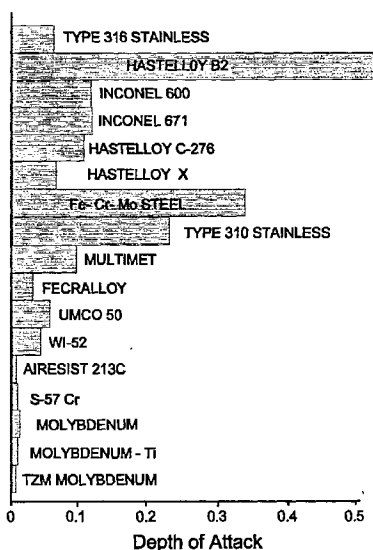 TYPE 316 STAINLESS
HASTELLOY B2
INCONEL 600
INCONEL 671
HASTELLOY C-276
HASTELLOY X
Fe-Cr-Mo STEEL
TYPE 310 STAINLESS
MULTIMET
FECRALLOY
UMCO 50
WI-52
AIRESIST 213C
S-57 Cr
MOLYBDENUM
MOLYBDENUM - Ti
TZM MOLYBDENUM
0 0.1 0.2 0.3 0.4 0.5
Depth of Attack